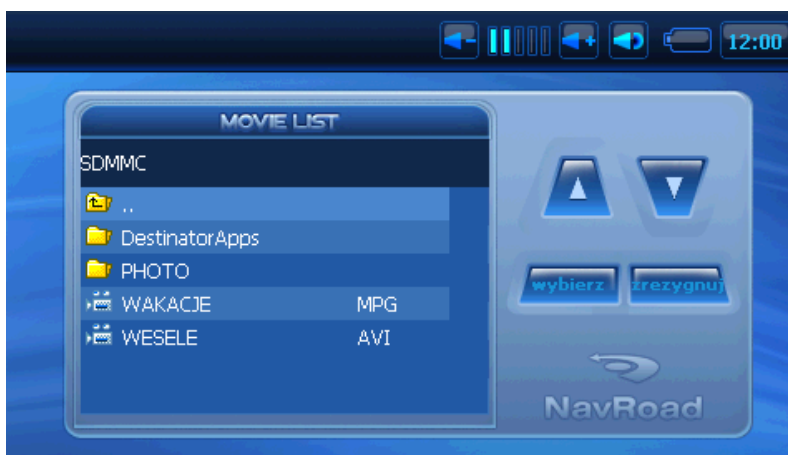 12:00
MOVIE LIST
SDMMC
..
DestinatorApps
PHOTO
WAKACJE MPG
WESELE AVI
wybierz zrezygnuj
NavRoad